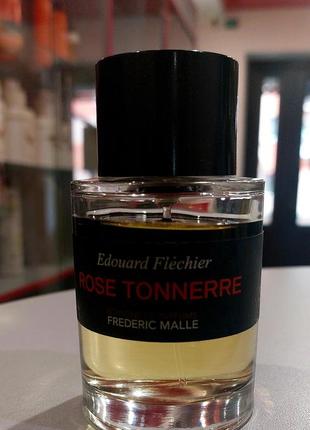 Edouard Fléchier
ROSE TONNERRE
FREDERIC MALLE